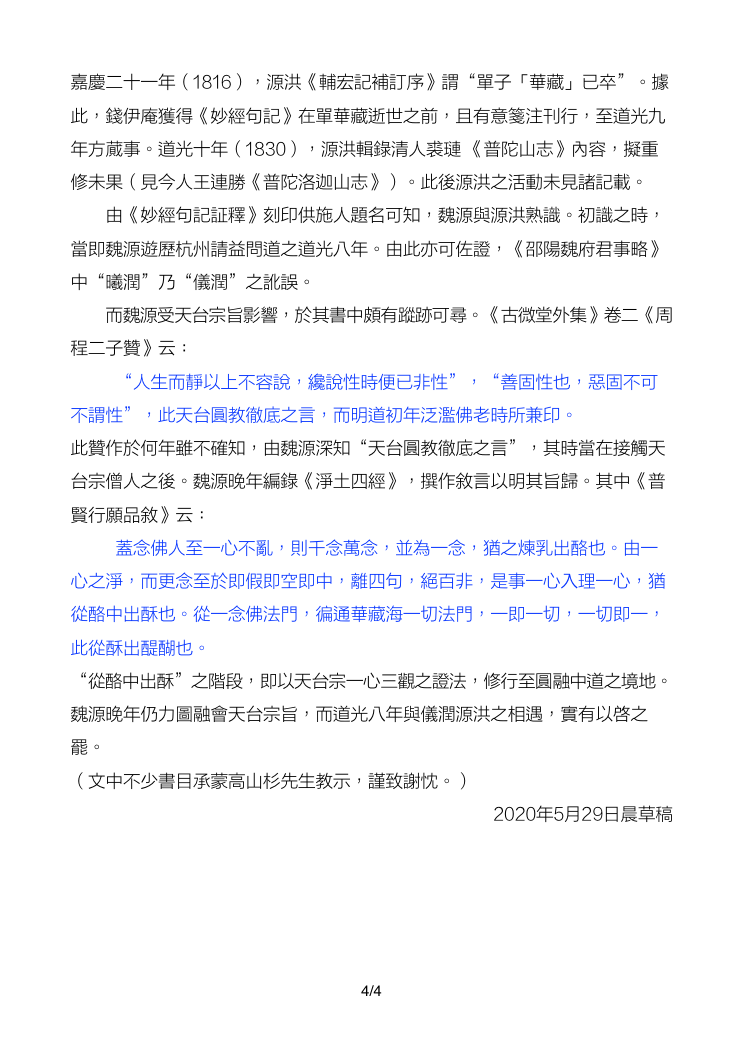 嘉慶二十一年（1816），源洪《輔宏記補訂序》謂“單子「華藏」已卒”。據
此，錢伊庵獲得《妙經句記》在單華藏逝世之前，且有意箋注刊行，至道光九
年方蕆事。道光十年（1830），源洪輯錄清人裘璉《普陀山志》內容，擬重
修未果（見今人王連勝《普陀洛迦山志》）。此後源洪之活動未見諸記載。
由《妙經句記証釋》刻印供施人題名可知，魏源與源洪熟識。初識之時，
當即魏源遊歷杭州請益問道之道光八年。由此亦可佐證，《邵陽魏府君事略》
中“曦潤”乃“儀潤”之訛誤。
而魏源受天台宗旨影響，於其書中頗有蹤跡可尋。《古微堂外集》卷二《周
程二子贊》云：
“人生而靜以上不容說，纔說性時便已非性”，“善固性也，惡固不可
不謂性”，此天台圓教徹底之言，而明道初年泛濫佛老時所兼印。
此贊作於何年雖不確知，由魏源深知“天台圓教徹底之言”，其時當在接觸天
台宗僧人之後。魏源晚年編錄《淨土四經》，撰作敘言以明其旨歸。其中《普
賢行願品敘》云：
蓋念佛人至一心不亂，則千念萬念，並為一念，猶之煉乳出酪也。由一
心之淨，而更念至於即假即空即中，離四句，絕百非，是事一心入理一心，猶
從酪中出酥也。從一念佛法門，徧通華藏海一切法門，一即一切，一切即一，
此從酥出醍醐也。
“從酪中出酥”之階段，即以天台宗一心三觀之證法，修行至圓融中道之境地。
魏源晚年仍力圖融會天台宗旨，而道光八年與儀潤源洪之相遇，實有以啓之
罷。
（文中不少書目承蒙高山杉先生教示，謹致謝忱。）
2020年5月29日晨草稿
4/4